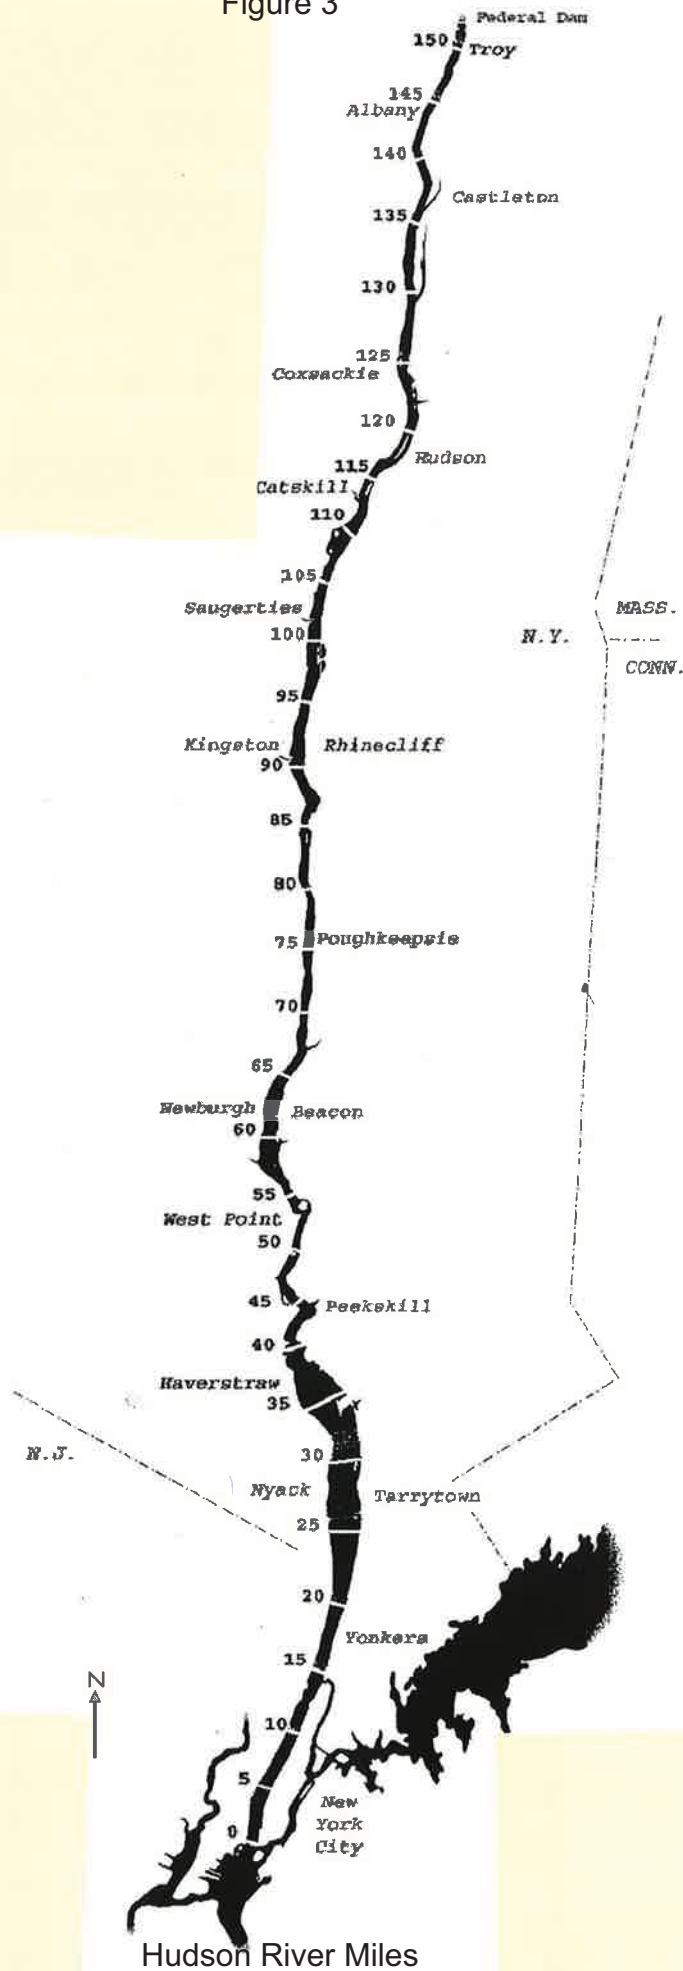 Figure 3
Federal Dam
150
Troy
145
Albany
140
Castleton
135
130
125
Coxsackie
120
Hudson
115
Catskill
110
105
Saugerties
MASS.
100
N.Y.
CONN.
95
Kingston
Rhinecliff
90
85
80
75
Poughkeepsie
70
65
Newburgh
Beacon
60
55
West Point
50
45
Peekskill
40
Haverstraw
35
N.J.
30
Nyack
Tarrytown
25
20
Yonkers
15
N
10
5
New
York
City
0
Hudson River Miles